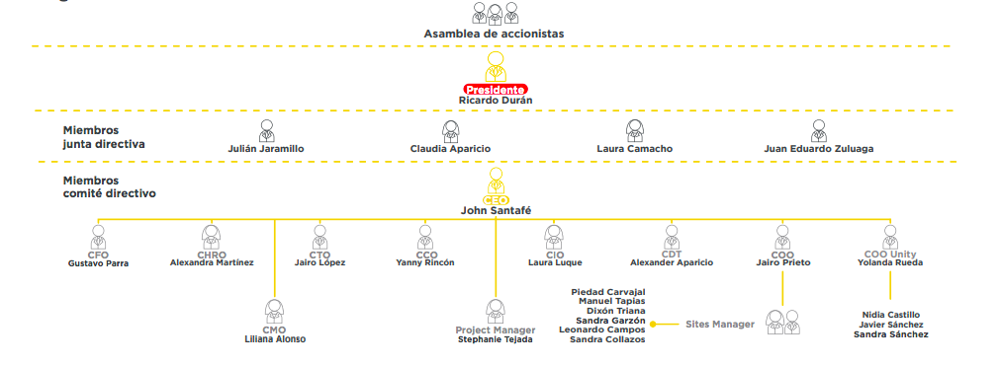 Asamblea de accionistas
Presidente
Ricardo Durán
Miembros
junta directiva
Julián Jaramillo
Claudia Aparicio
Laura Camacho
Juan Eduardo Zuluaga
Miembros
comité directivo
CEO
John Santafé
CFO
Gustavo Parra
CHRO
Alexandra Martínez
CTO
Jairo López
CCO
Yanny Rincón
CIO
Laura Luque
CDT
Alexander Aparicio
COO
Jairo Prieto
COO Unity
Yolanda Rueda
CMO
Liliana Alonso
Project Manager
Stephanie Tejada
Piedad Carvajal
Manuel Tapias
Dixón Triana
Sandra Garzón
Leonardo Campos
Sandra Collazos
Sites Manager
Nidia Castillo
Javier Sánchez
Sandra Sánchez